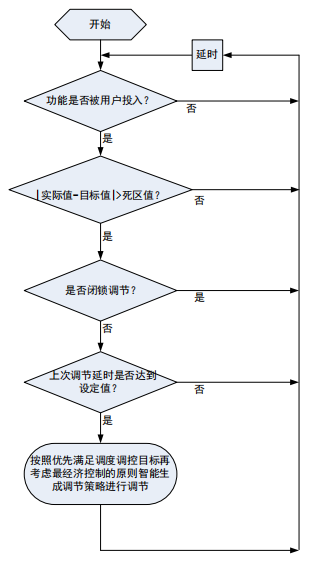 开始
延时
功能是否被用户投入？
否
是
|实际值-目标值|>死区值？
否
是
是否闭锁调节？
是
否
上次调节延时是否达到
设定值？
否
是
按照优先满足调度调控目标再
考虑最经济控制的原则智能生
成调节策略进行调节